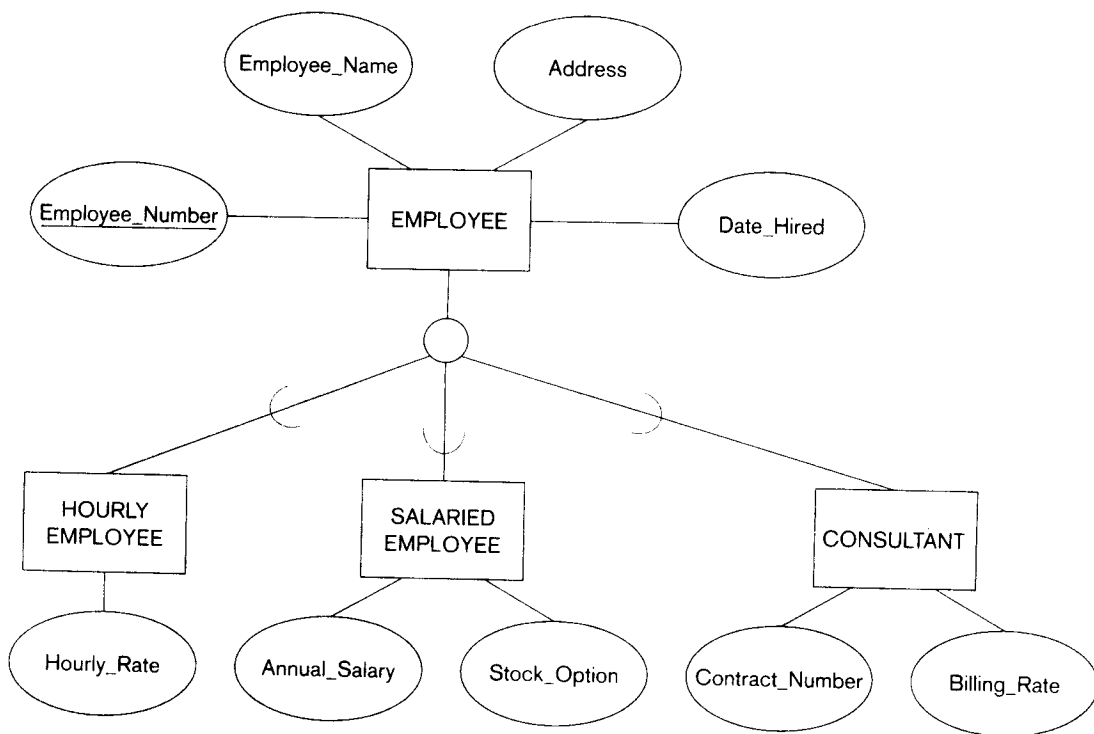 Employee_Name
Address
Employee_Number
EMPLOYEE
Date_Hired
HOURLY
EMPLOYEE
SALARIED
EMPLOYEE
CONSULTANT
Hourly_Rate
Annual_Salary
Stock_Option
Contract_Number
Billing_Rate